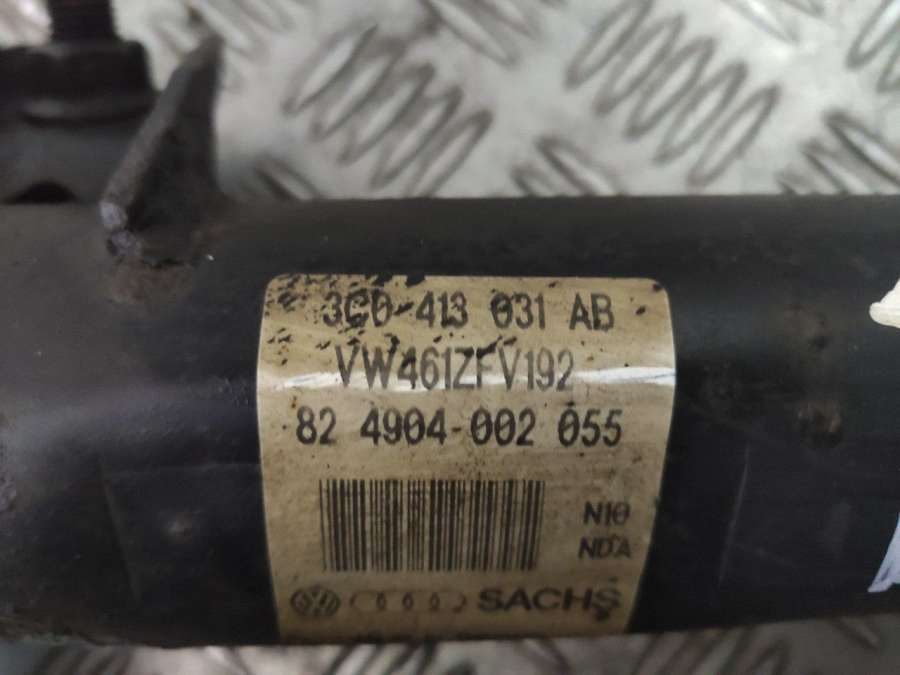 3C0 413 031 AB
VW461ZFV192
82 4904-002 055
N10
NDA
SACHS